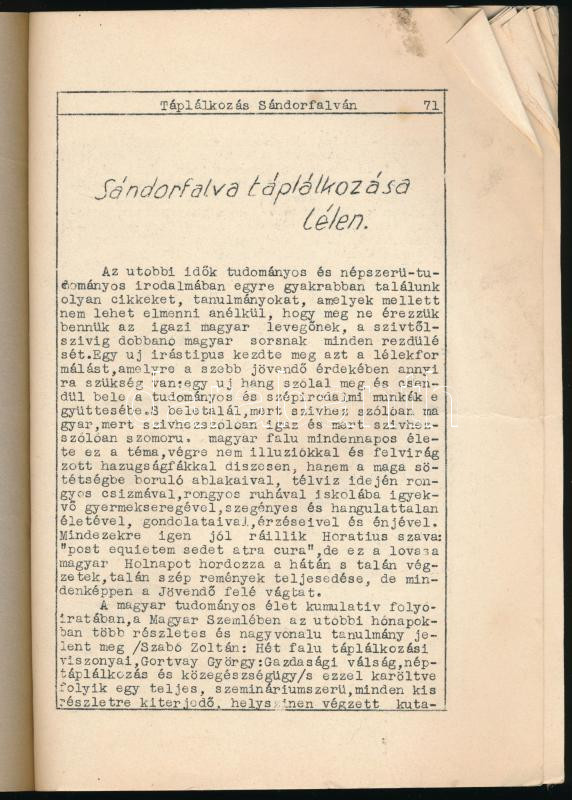 Táplálkozás Sándorfalván 71
Sándorfalva táplálkozása
télen.
Az utobbi idők tudományos és népszerü-tu-
dományos irodalmában egyre gyakrabban találunk
olyan cikkeket, tanulmányokat, amelyek mellett
nem lehet elmenni anélkül, hogy meg ne érezzük
bennük az igazi magyar levegőnek, a szivtől-
szivig dobbanó magyar sorsnak minden rezdülé
sét.Egy uj irástipus kezdte meg azt a lélekfor
málást,amelyre a szebb jövendő érdekében annyi
ra szükség van:egy uj hang szólal meg és csen-
dül bele a tudományos és szépirodalmi munkák e
gyüttesét.S beletalál,mert szivhez szólóan ma
gyar,mert szivhezszólóan igaz és mert szivhez-
szólóan szomoru. magyar falu mindennapos éle-
te ez a téma,végre nem illuziókkal és felvirág
zott hazugságfákkal diszesen, hanem a maga sö-
tétségbe boruló ablakaival, télviz idején ron-
gyos csizmával,rongyos ruhával iskolába igyek-
vő gyermekseregével,szegényes és hangulattalan
életével, gondolataival,érzéseivel és énjével.
Mindezekre igen jól ráillik Horatius szava:
"post equietem sedet atra cura",de ez a lovasa
magyar Holnapot hordozza a hátán s talán vég-
zetek,talán szép remények teljesedése, de min-
denképpen a Jövendő felé vágtat.
A magyar tudományos élet kumulativ folyó-
iratában,a Magyar Szemlében az utóbbi hónapok-
ban több részletes és nagyvonalu tanulmány je-
lent meg /Szabó Zoltán: Hét falu táplálkozási
viszonyai,Gortvay György:Gazdasági válság,nép-
táplálkozás és közegészségügy/s ezzel karöltve
folyik egy teljes, szemináriumszerü,minden kis
részletre kiterjedő, helyszinen végzett kuta-